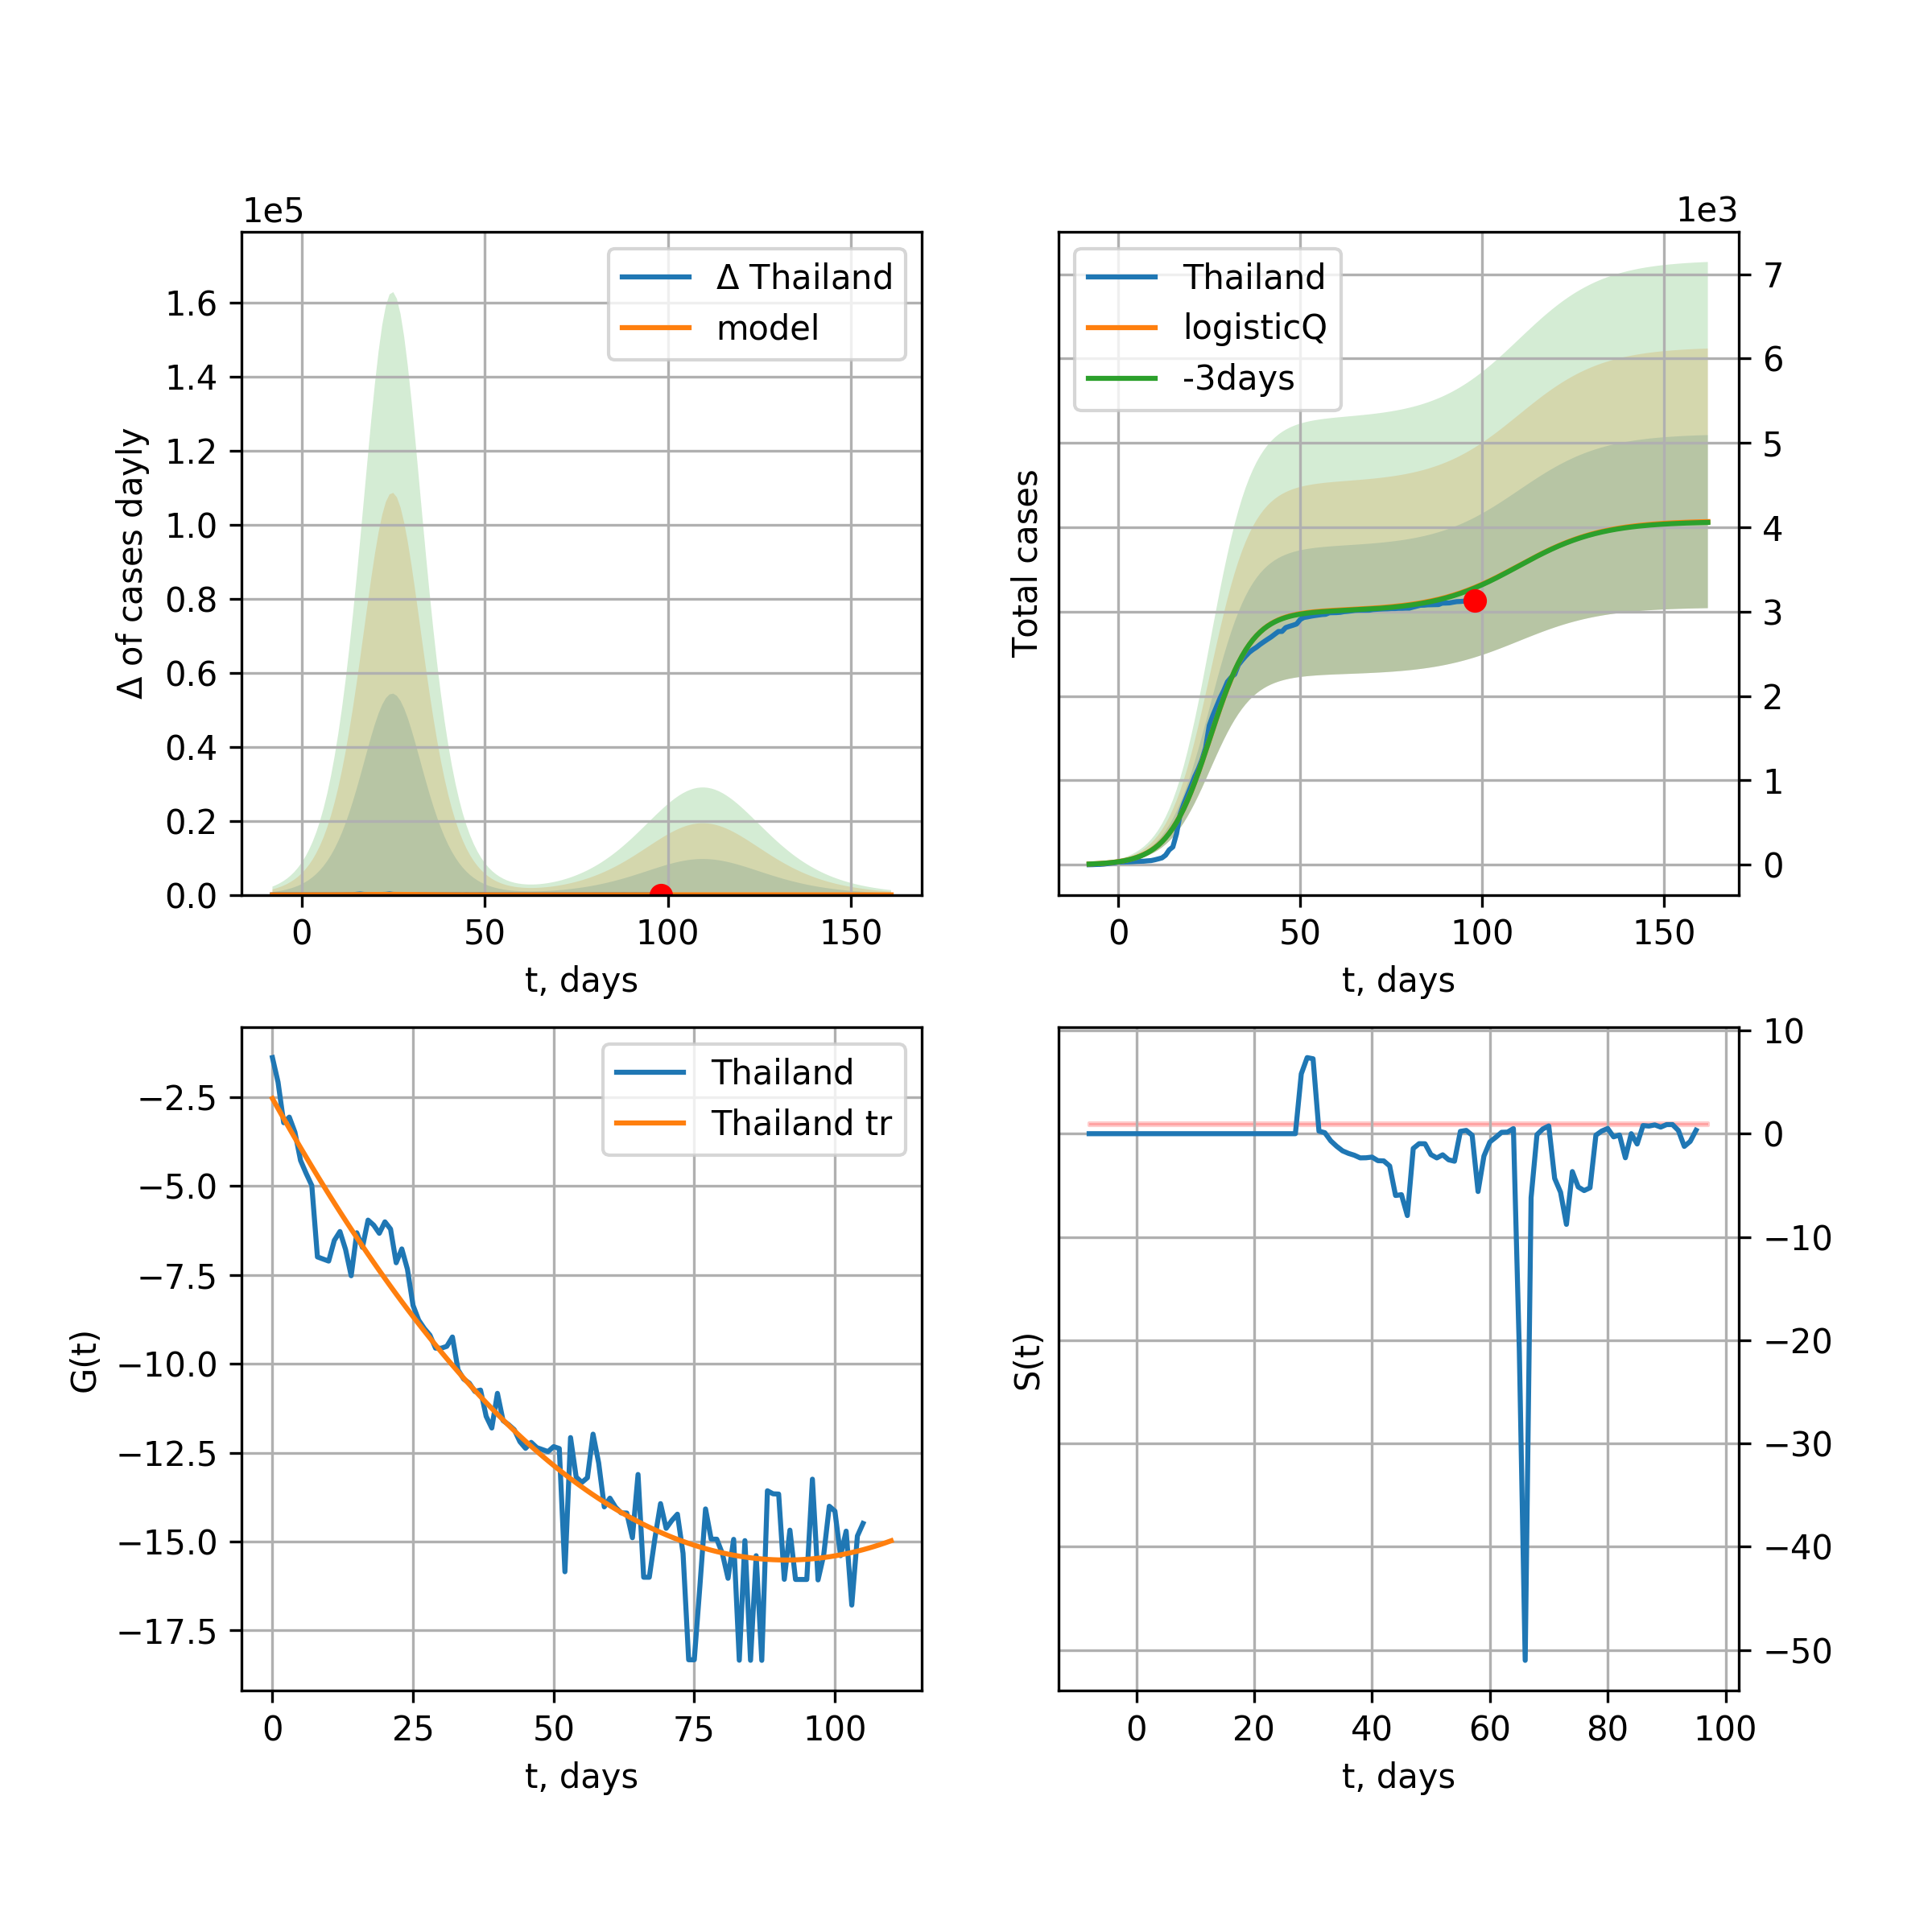 1e5
Δ of cases dayly
1.6
1.4
1.2
1.0
0.8
0.6
0.4
0.2
0.0
Δ Thailand
model
0 50 100 150
t, days
1e3
Total cases
Thailand
logisticQ
-3days
7
6
5
4
3
2
1
0
0 50 100 150
t, days
G(t)
−2.5
−5.0
−7.5
−10.0
−12.5
−15.0
−17.5
Thailand
Thailand tr
0 25 50 75 100
t, days
S(t)
10
0
−10
−20
−30
−40
−50
0 20 40 60 80 100
t, days